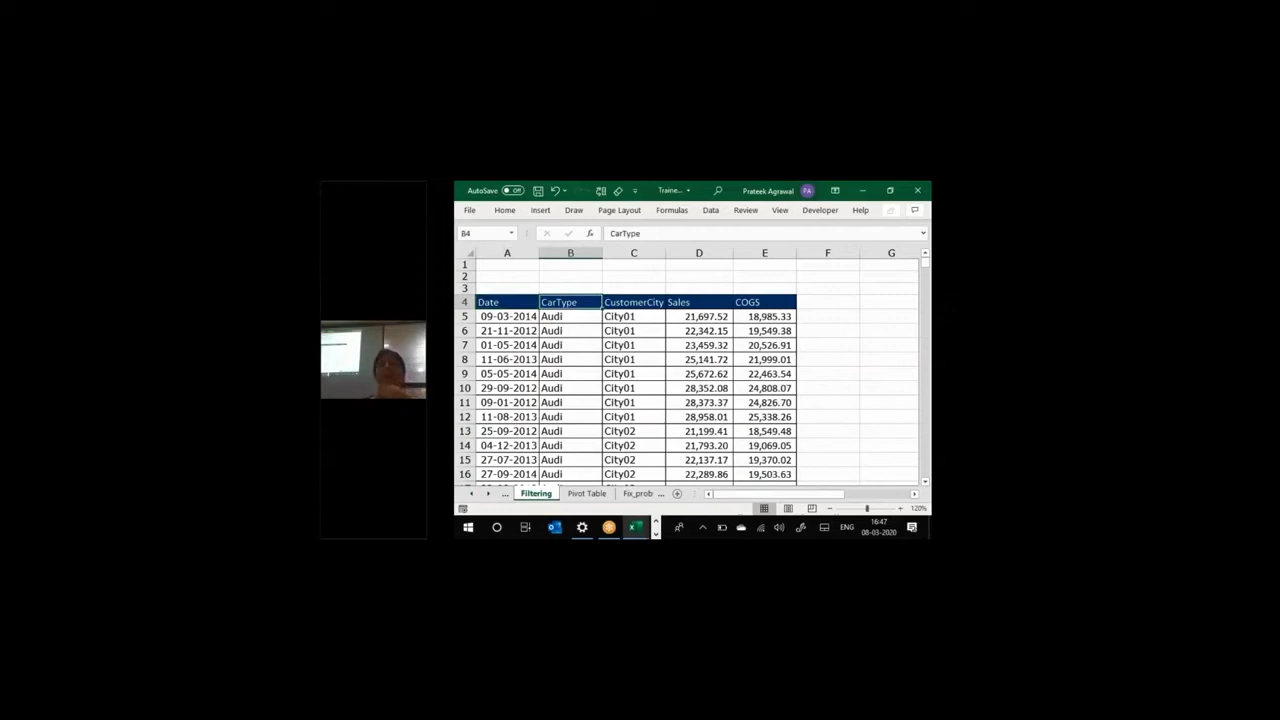 AutoSave Off Traine... Prateek Agrawal PA
File Home Insert Draw Page Layout Formulas Data Review View Developer Help
B4 fx CarType
A B C D E F G
1
2
3
4 Date CarType CustomerCity Sales COGS
5 09-03-2014 Audi City01 21,697.52 18,985.33
6 21-11-2012 Audi City01 22,342.15 19,549.38
7 01-05-2014 Audi City01 23,459.32 20,526.91
8 11-06-2013 Audi City01 25,141.72 21,999.01
9 05-05-2014 Audi City01 25,672.62 22,463.54
10 29-09-2012 Audi City01 28,352.08 24,808.07
11 09-01-2012 Audi City01 28,373.37 24,826.70
12 11-08-2013 Audi City01 28,958.01 25,338.26
13 25-09-2012 Audi City02 21,199.41 18,549.48
14 04-12-2013 Audi City02 21,793.20 19,069.05
15 27-07-2013 Audi City02 22,137.17 19,370.02
16 27-09-2014 Audi City02 22,289.86 19,503.63
... Filtering Pivot Table Fix_prob ...
120%
ENG 16:47
08-03-2020